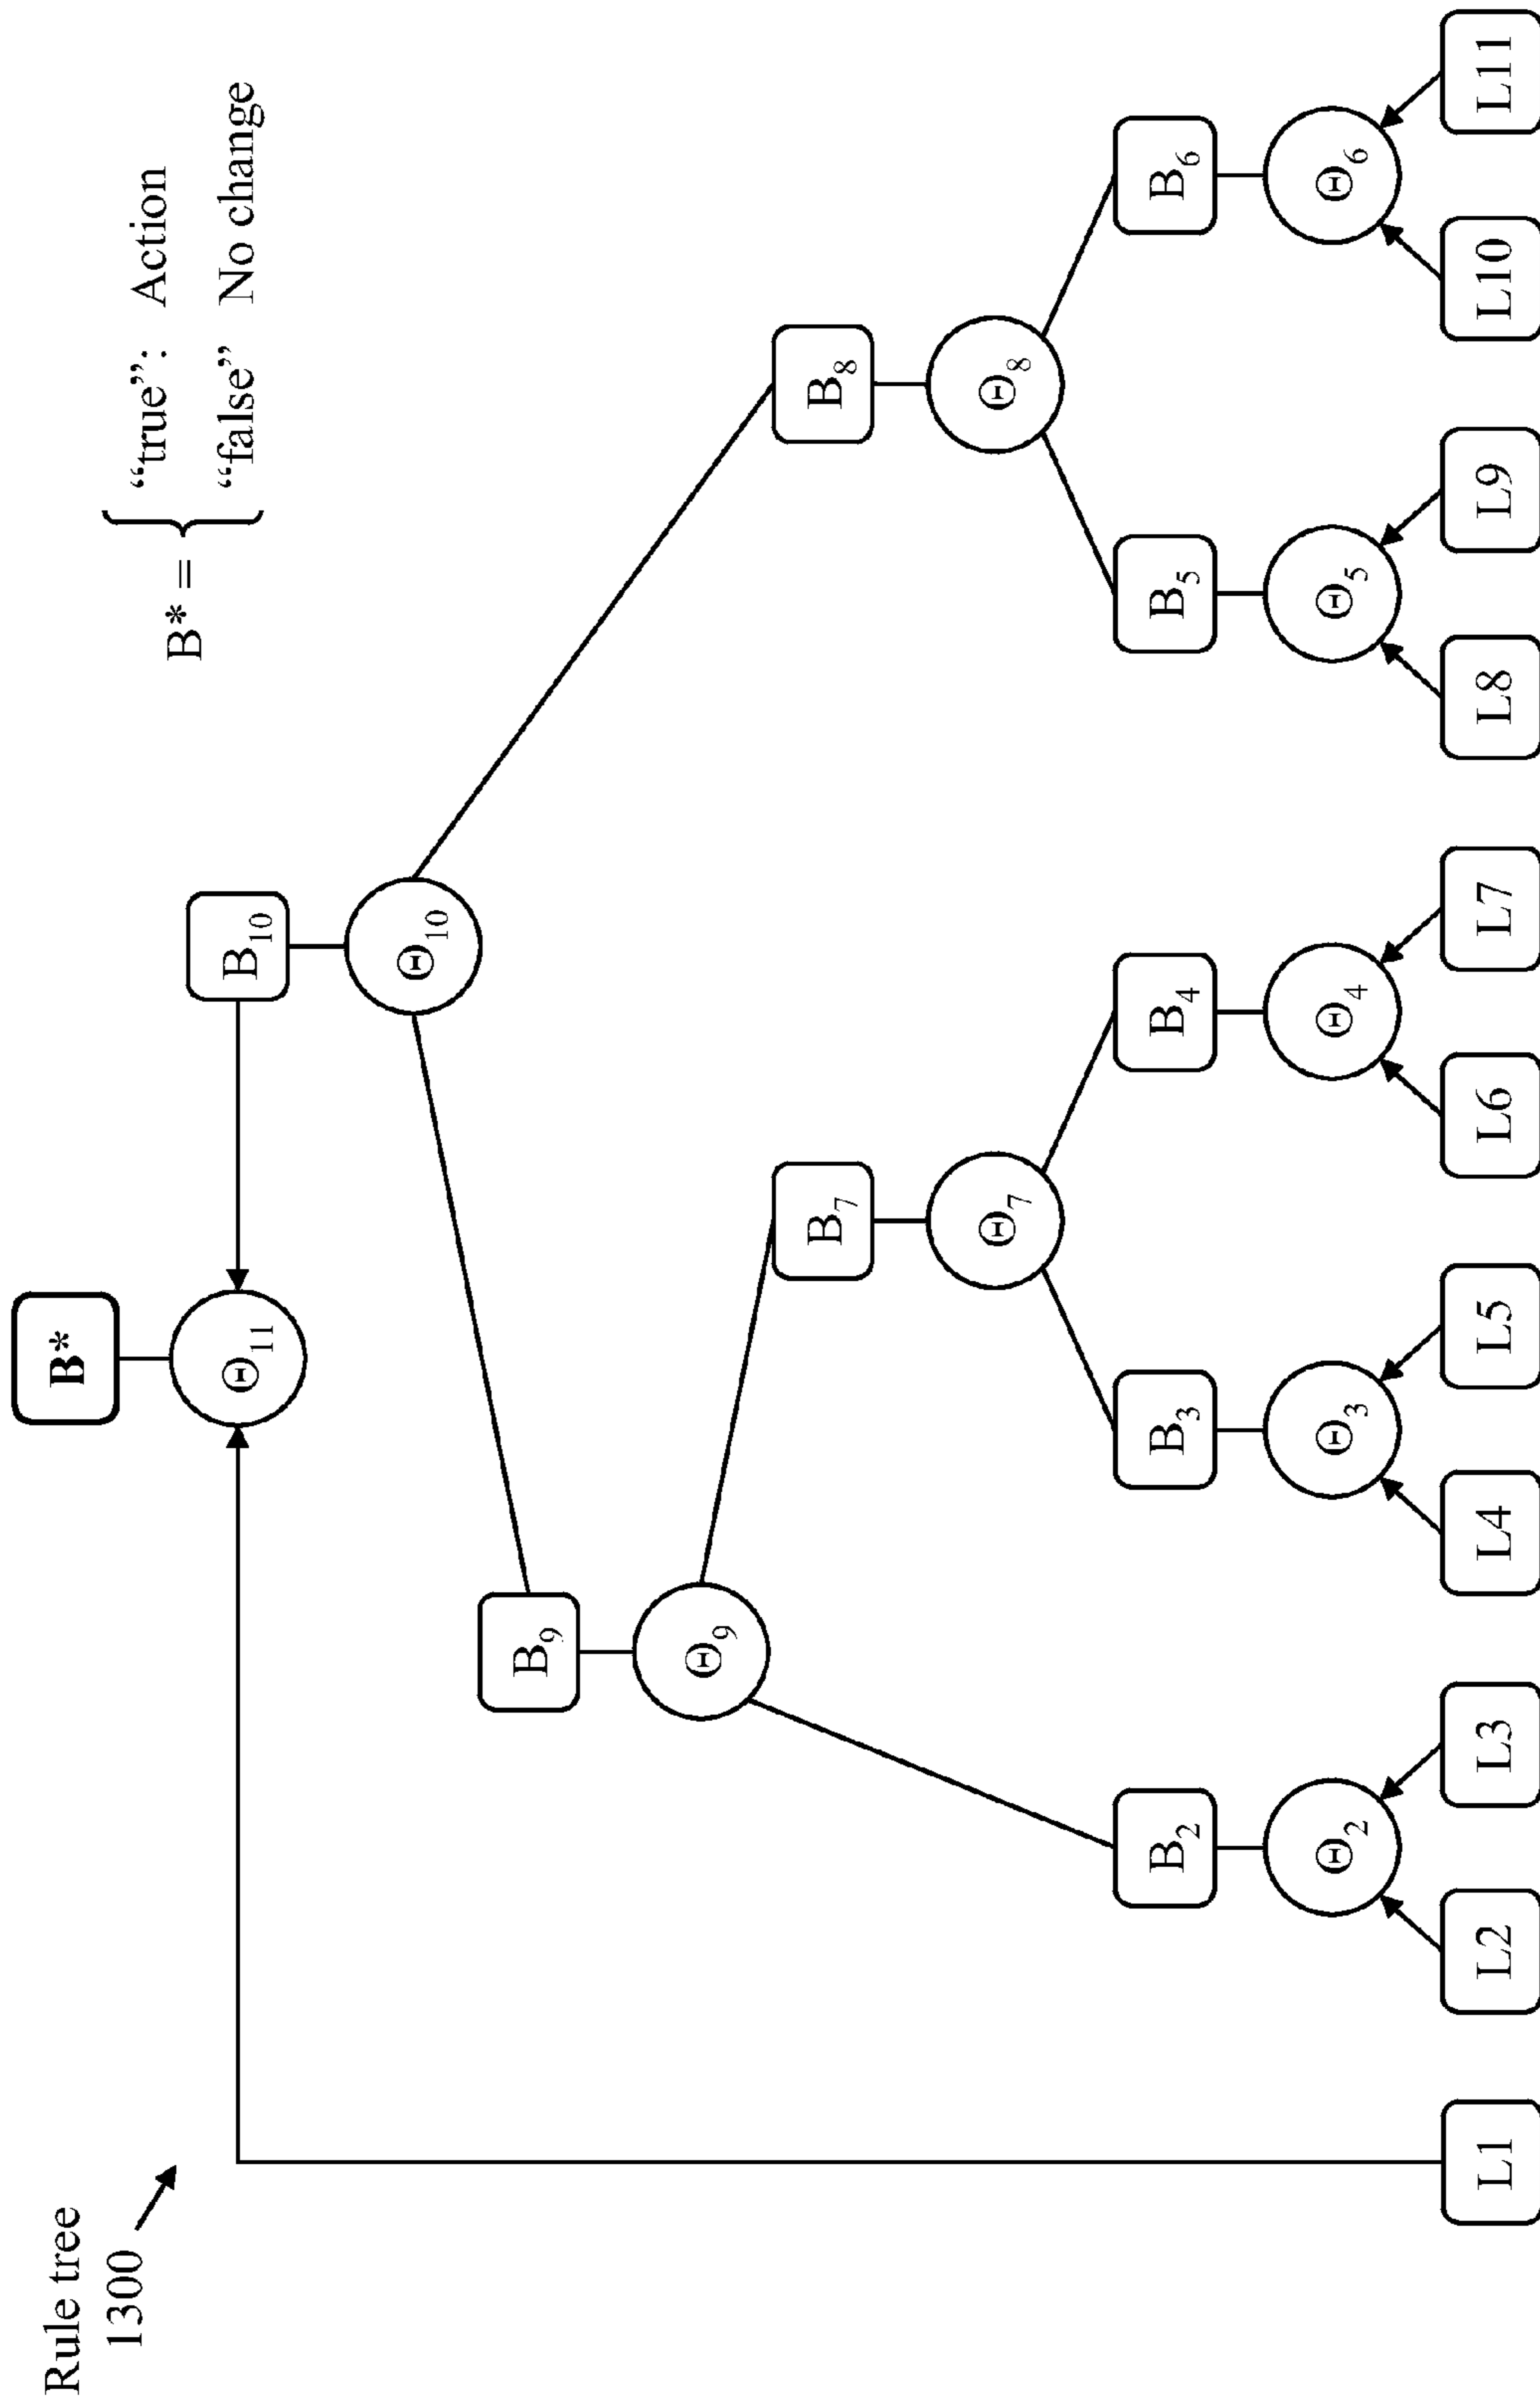 Rule tree
1300
B* = { "true": Action
"false" No change
B*
Θ11
B10
Θ10
B9
Θ9
B7
B8
Θ7
Θ8
B2
B3
B4
B5
B6
Θ2
Θ3
Θ4
Θ5
Θ6
L1
L2
L3
L4
L5
L6
L7
L8
L9
L10
L11